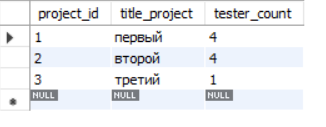 project_id title_project tester_count
1 первый 4
2 второй 4
3 третий 1
NULL NULL NULL